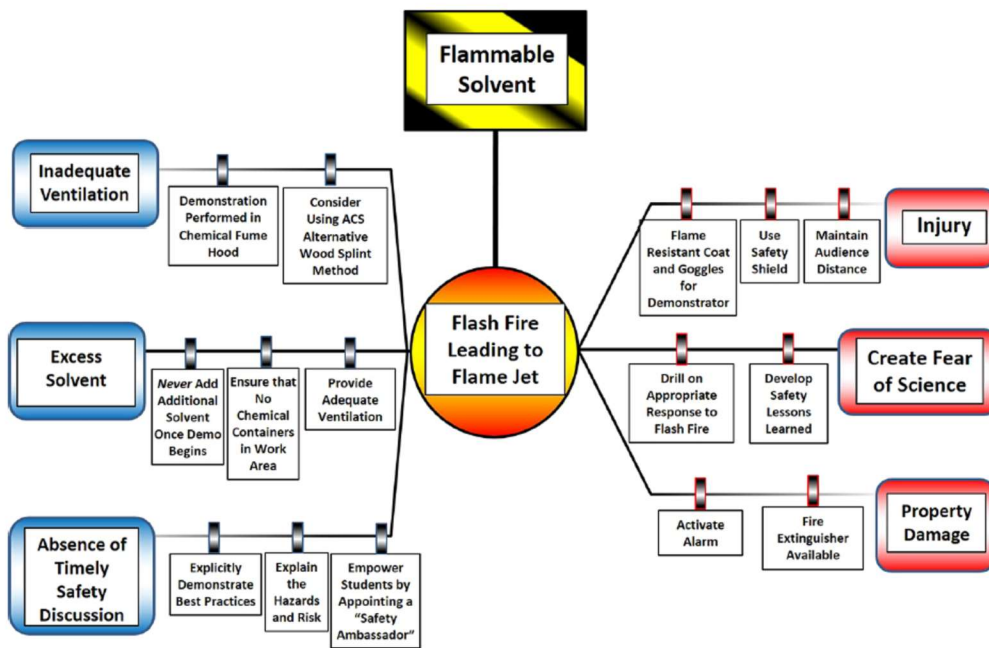 Flammable
Solvent
Inadequate
Ventilation
Demonstration
Performed in
Chemical Fume
Hood
Consider
Using ACS
Alternative
Wood Splint
Method
Excess
Solvent
Never Add
Additional
Solvent
Once Demo
Begins
Ensure that
No
Chemical
Containers
in Work
Area
Provide
Adequate
Ventilation
Absence of
Timely
Safety
Discussion
Explicitly
Demonstrate
Best Practices
Explain
the
Hazards
and Risk
Empower
Students by
Appointing a
“Safety
Ambassador”
Flash Fire
Leading to
Flame Jet
Flame
Resistant Coat
and Goggles
for
Demonstrator
Use
Safety
Shield
Maintain
Audience
Distance
Injury
Drill on
Appropriate
Response to
Flash Fire
Develop
Safety
Lessons
Learned
Create Fear
of Science
Activate
Alarm
Fire
Extinguisher
Available
Property
Damage